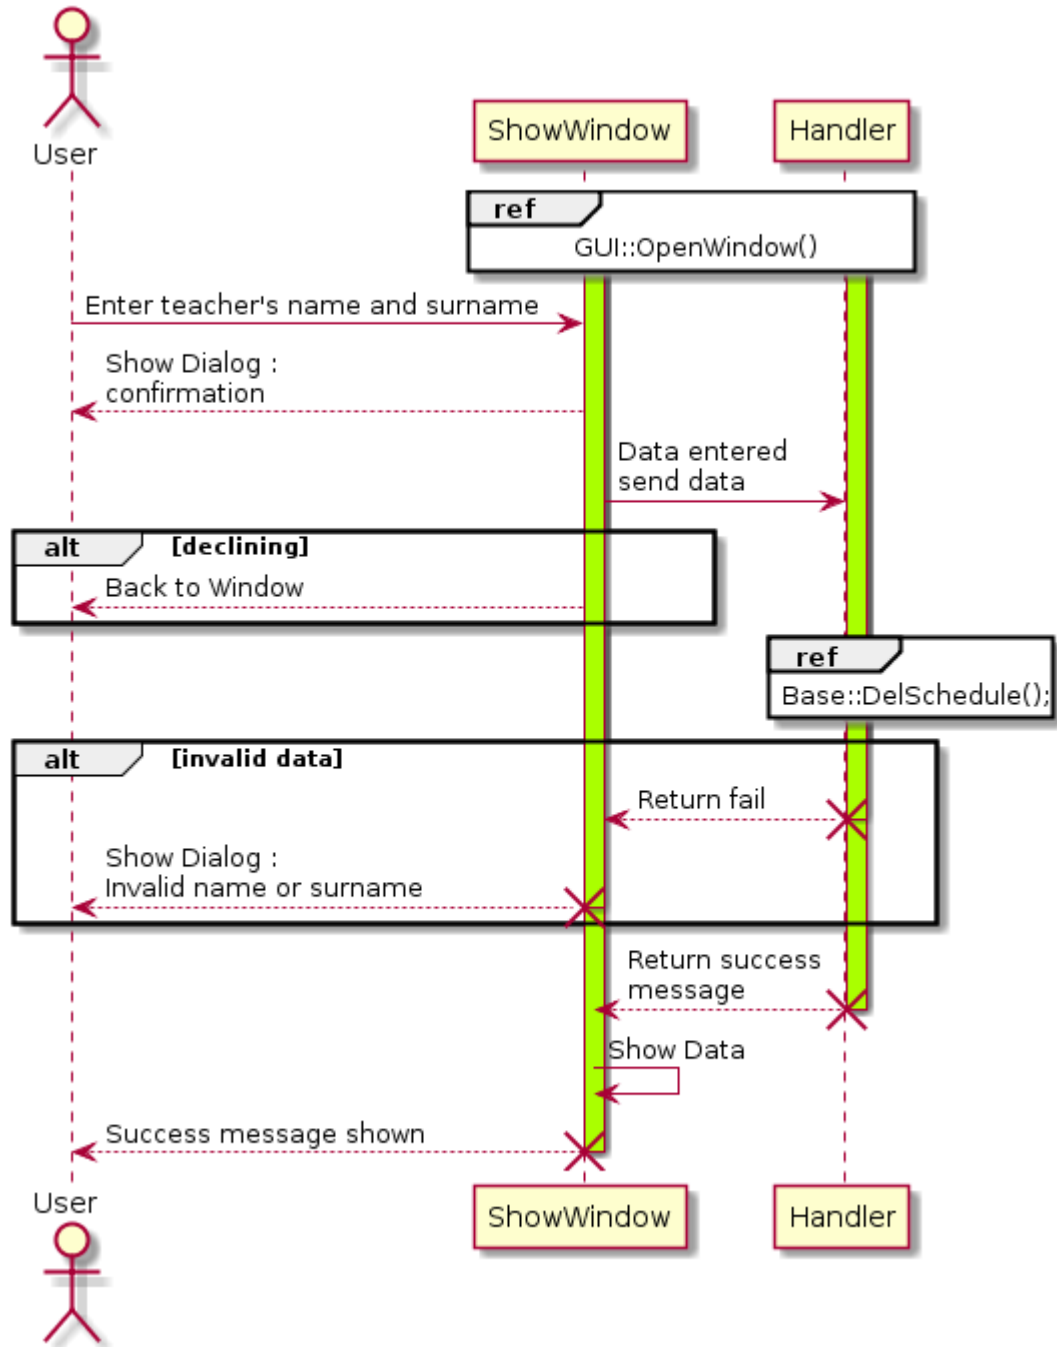 User
ShowWindow
Handler
ref
GUI::OpenWindow()
Enter teacher's name and surname
Show Dialog :
confirmation
Data entered
send data
alt [declining]
Back to Window
ref
Base::DelSchedule();
alt [invalid data]
Return fail
Show Dialog :
Invalid name or surname
Return success
message
Show Data
Success message shown
User
ShowWindow
Handler